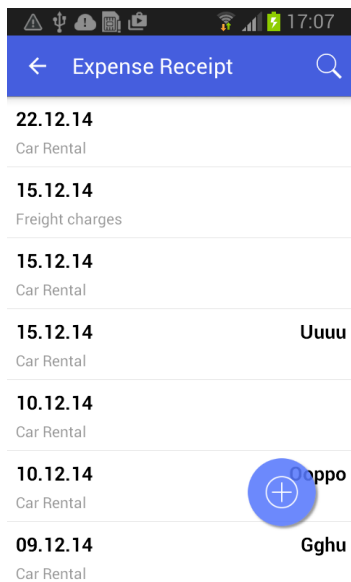 17:07
Expense Receipt
22.12.14
Car Rental
15.12.14
Freight charges
15.12.14
Car Rental
15.12.14 Uuuu
Car Rental
10.12.14
Car Rental
10.12.14 Ooppo
Car Rental
09.12.14 Gghu
Car Rental